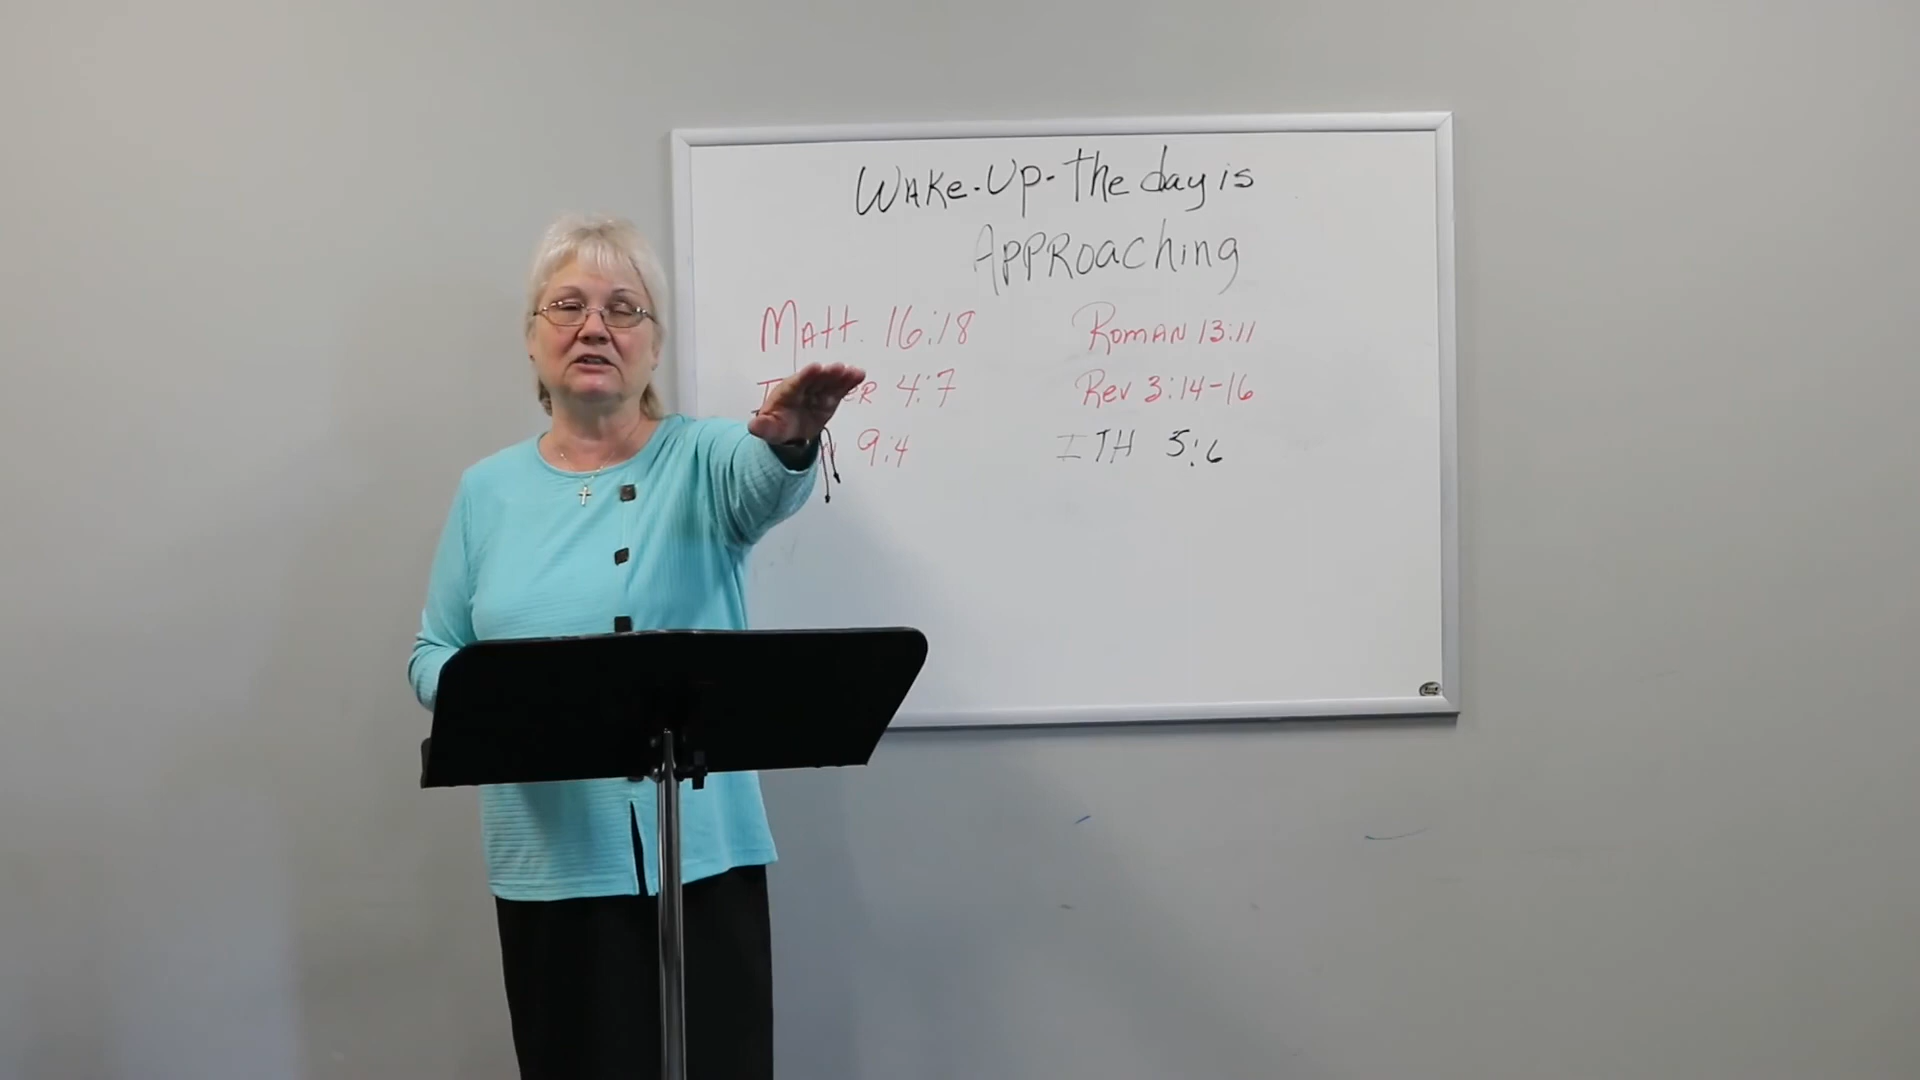 Wake-Up-The day is
Approaching
Matt. 16:18
Roman 13:11
4:7
Rev 3:14-16
9:4
I TH 5:6